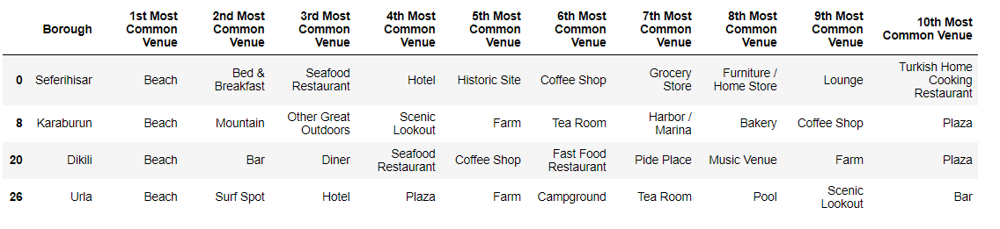 Borough 1st Most Common Venue 2nd Most Common Venue 3rd Most Common Venue 4th Most Common Venue 5th Most Common Venue 6th Most Common Venue 7th Most Common Venue 8th Most Common Venue 9th Most Common Venue 10th Most Common Venue
0 Seferihisar Beach Bed & Breakfast Seafood Restaurant Hotel Historic Site Coffee Shop Grocery Store Furniture / Home Store Lounge Turkish Home Cooking Restaurant
8 Karaburun Beach Mountain Other Great Outdoors Scenic Lookout Farm Tea Room Harbor / Marina Bakery Coffee Shop Plaza
20 Dikili Beach Bar Diner Seafood Restaurant Coffee Shop Fast Food Restaurant Pide Place Music Venue Farm Plaza
26 Urla Beach Surf Spot Hotel Plaza Farm Campground Tea Room Pool Scenic Lookout Bar